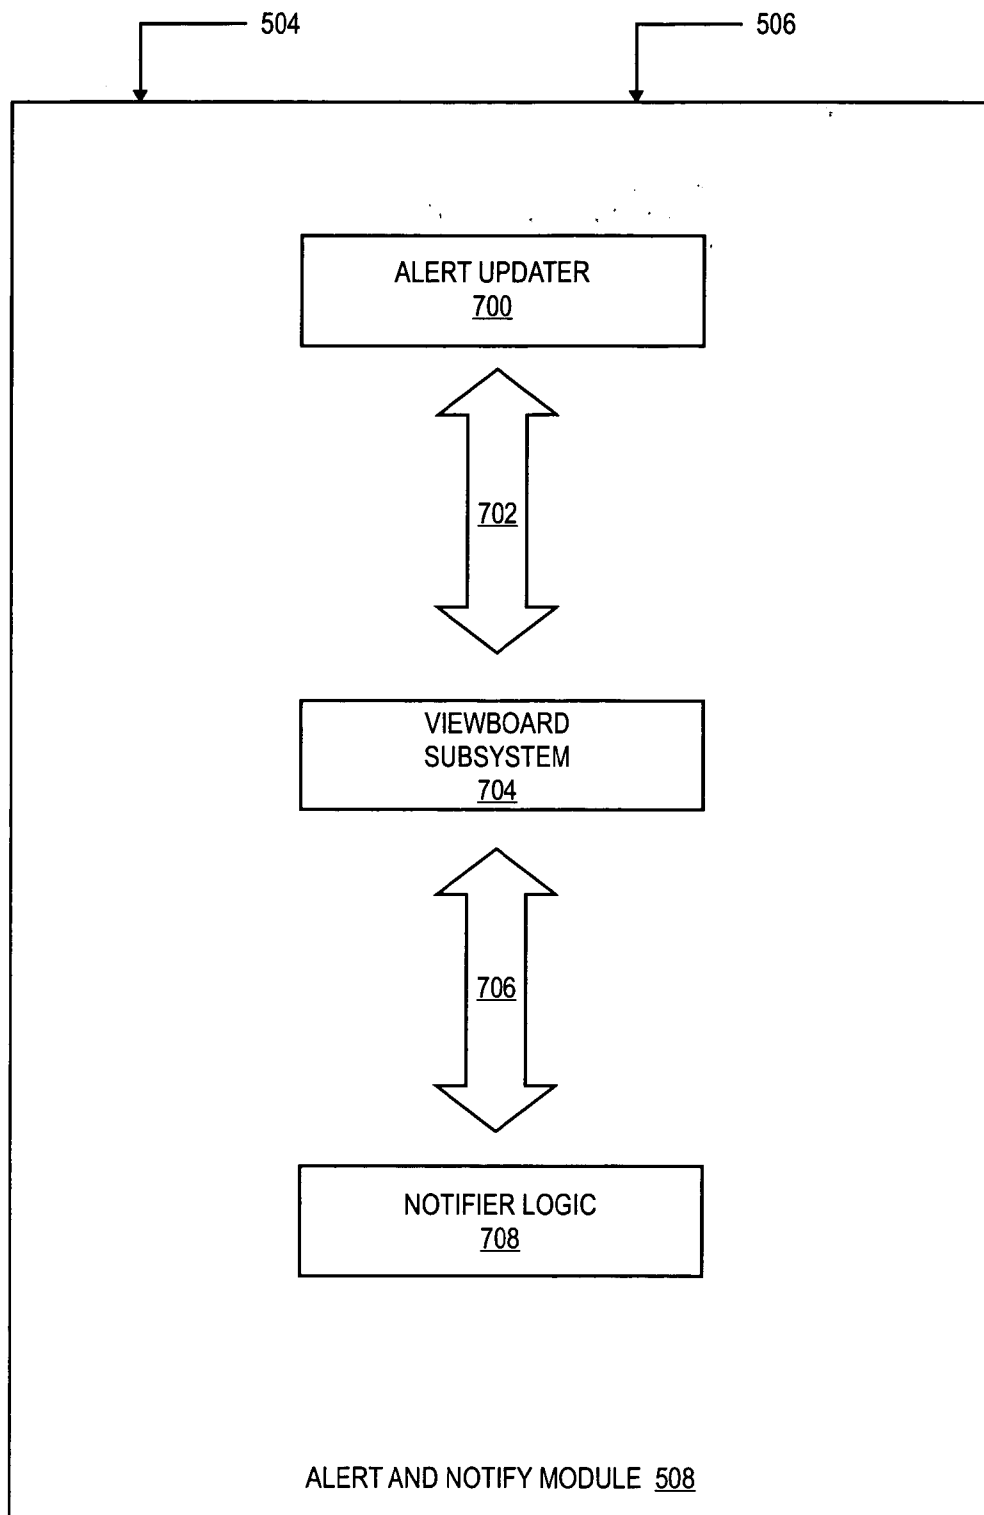 504
506
ALERT UPDATER
700
702
VIEWBOARD
SUBSYSTEM
704
706
NOTIFIER LOGIC
708
ALERT AND NOTIFY MODULE 508